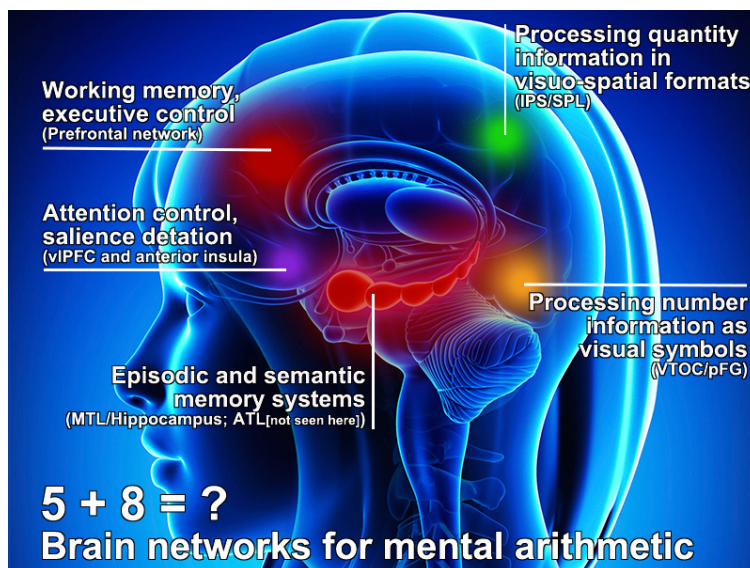 Processing quantity
information in
visuo-spatial formats
(IPS/SPL)
Working memory,
executive control
(Prefrontal network)
Attention control,
salience detation
(vlPFC and anterior insula)
Processing number
information as
visual symbols
(VTOC/pFG)
Episodic and semantic
memory systems
(MTL/Hippocampus; ATL[not seen here])
5 + 8 = ?
Brain networks for mental arithmetic